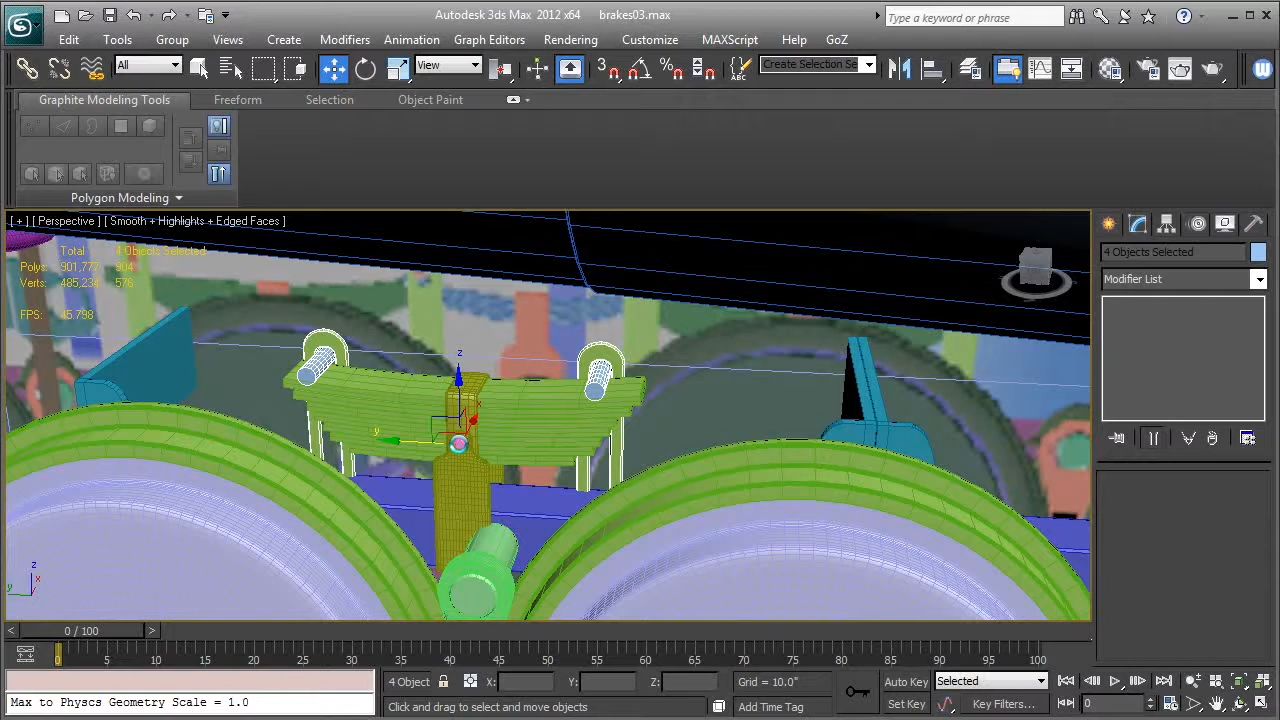 Autodesk 3ds Max 2012 x64 brakes03.max
Type a keyword or phrase
Edit Tools Group Views Create Modifiers Animation Graph Editors Rendering Customize MAXScript Help GoZ
All View Create Selection Se
Graphite Modeling Tools Freeform Selection Object Paint
Polygon Modeling
[ + ] [ Perspective ] [ Smooth + Highlights + Edged Faces ]
Total 4 Objects Selected
Polys: 901,777 904
Verts: 485,234 576
FPS: 45.798
4 Objects Selected
Modifier List
z
x
y
z
x
y
< 0 / 100 >
0 5 10 15 20 25 30 35 40 45 50 55 60 65 70 75 80 85 90 95 100
4 Object X: Y: Z: Grid = 10.0" Auto Key Selected
Max to Physcs Geometry Scale = 1.0 Click and drag to select and move objects Add Time Tag Set Key Key Filters... 0